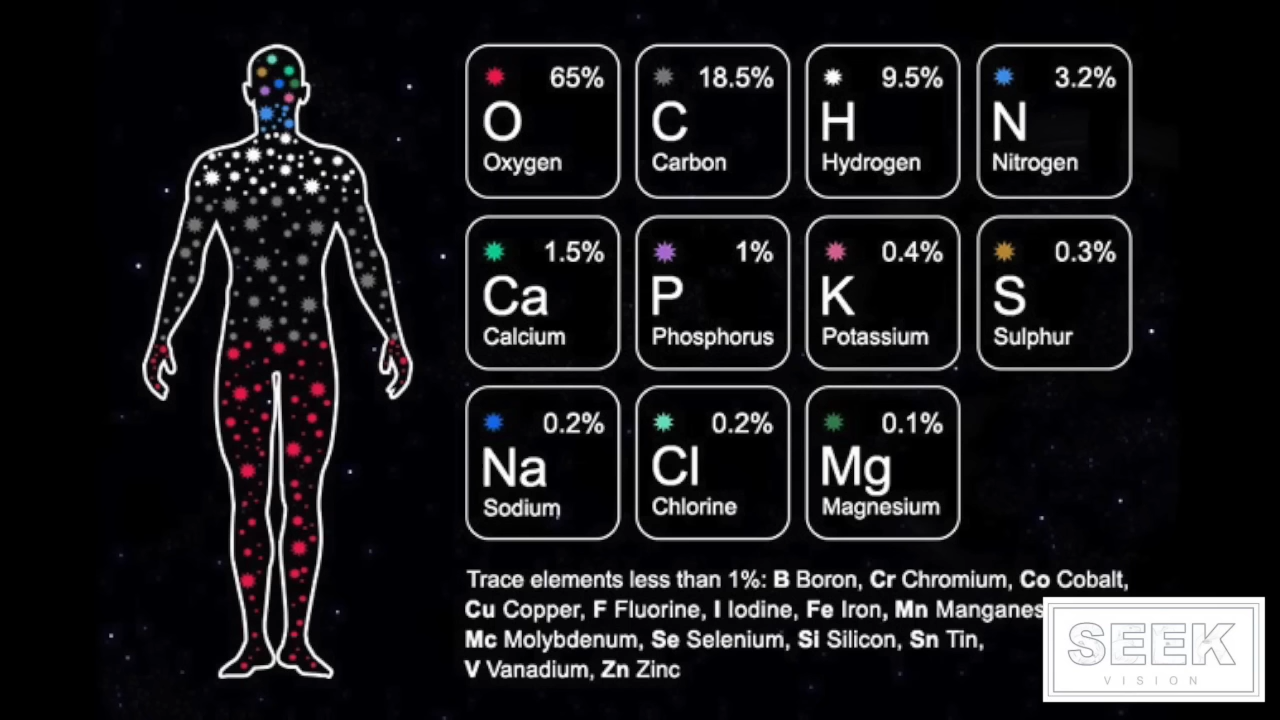 65%
O
Oxygen
18.5%
C
Carbon
9.5%
H
Hydrogen
3.2%
N
Nitrogen
1.5%
Ca
Calcium
1%
P
Phosphorus
0.4%
K
Potassium
0.3%
S
Sulphur
0.2%
Na
Sodium
0.2%
Cl
Chlorine
0.1%
Mg
Magnesium
Trace elements less than 1%: B Boron, Cr Chromium, Co Cobalt,
Cu Copper, F Fluorine, I Iodine, Fe Iron, Mn Manganes
Mc Molybdenum, Se Selenium, Si Silicon, Sn Tin,
V Vanadium, Zn Zinc
SEEK
VISION